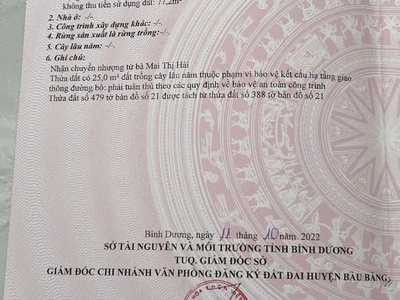 không thu tiền sử dụng đất: 77,2m²
2. Nhà ở: -/-.
3. Công trình xây dựng khác: -/-.
4. Rừng sản xuất là rừng trồng: -/-.
5. Cây lâu năm: -/-.
6. Ghi chú:
Nhận chuyển nhượng từ bà Mai Thị Hải
Thửa đất có 25,0 m² đất trồng cây lâu năm thuộc phạm vi bảo vệ kết cấu hạ tầng giao
thông đường bộ: phải tuân thủ theo các quy định về bảo vệ an toàn công trình
Thửa đất số 479 tờ bản đồ số 21 được tách từ thửa đất số 388 tờ bản đồ số 21
Bình Dương, ngày 11 tháng 10 năm 2022
SỞ TÀI NGUYÊN VÀ MÔI TRƯỜNG TỈNH BÌNH DƯƠNG
TUQ. GIÁM ĐỐC SỞ
GIÁM ĐỐC CHI NHÁNH VĂN PHÒNG ĐĂNG KÝ ĐẤT ĐAI HUYỆN BÀU BÀNG